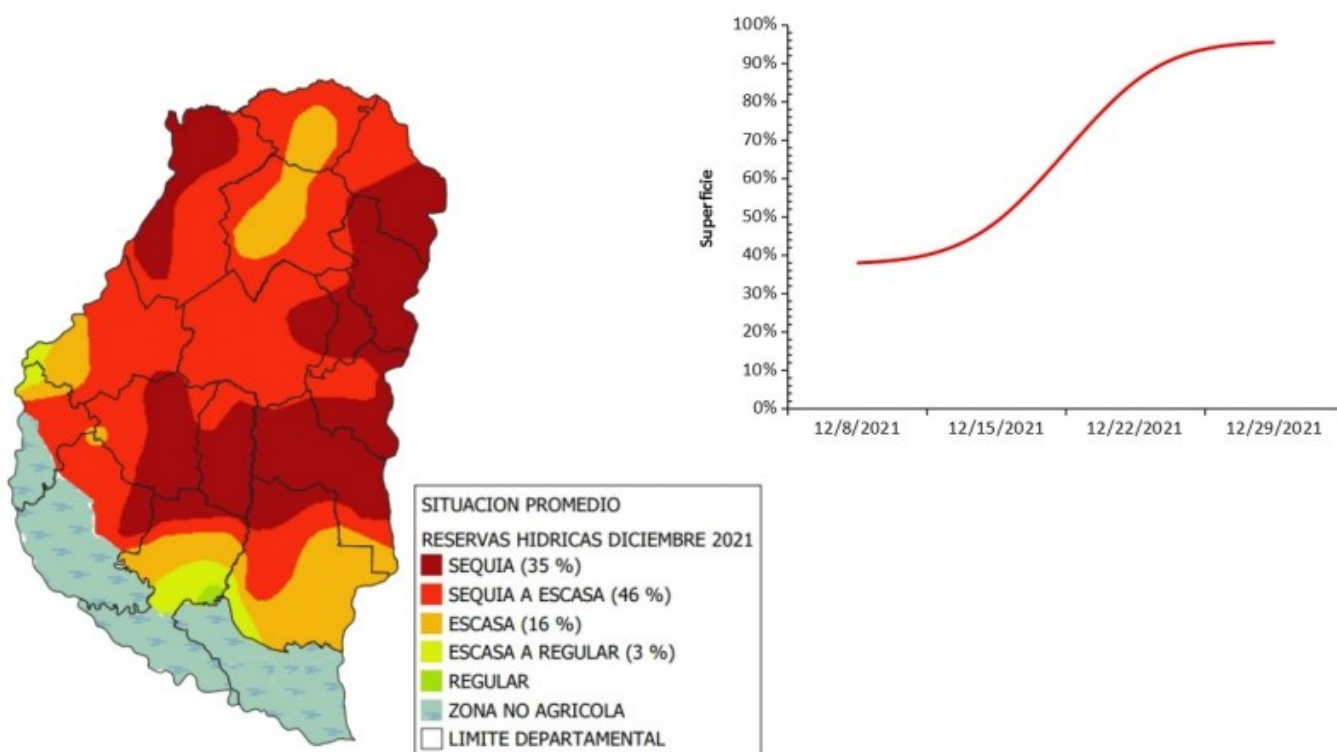 100%
90%
80%
70%
60%
50%
40%
30%
20%
10%
0%
Superficie
12/8/2021
12/15/2021
12/22/2021
12/29/2021
SITUACION PROMEDIO
RESERVAS HIDRICAS DICIEMBRE 2021
SEQUIA (35 %)
SEQUIA A ESCASA (46 %)
ESCASA (16 %)
ESCASA A REGULAR (3 %)
REGULAR
ZONA NO AGRICOLA
LIMITE DEPARTAMENTAL